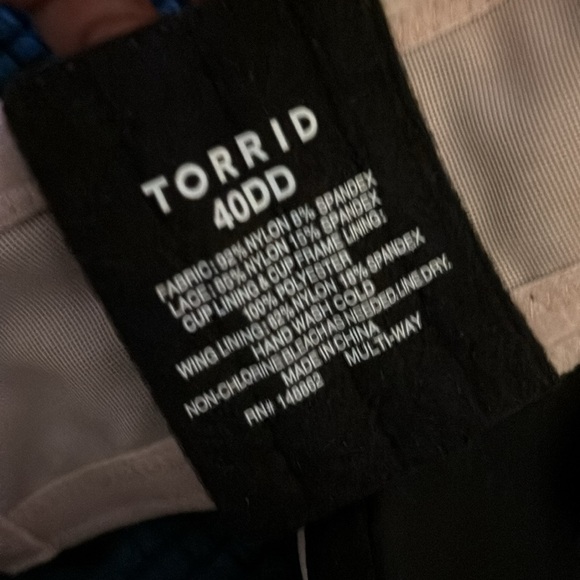 TORRID
40DD
FABRIC: 92% NYLON 8% SPANDEX
LACE: 85% NYLON 15% SPANDEX
CUP LINING & CUP FRAME LINING:
100% POLYESTER
WING LINING: 82% NYLON 18% SPANDEX
HAND WASH COLD
NON-CHLORINE BLEACH AS NEEDED. LINE DRY.
MADE IN CHINA
RN# 148662 MULTI-WAY